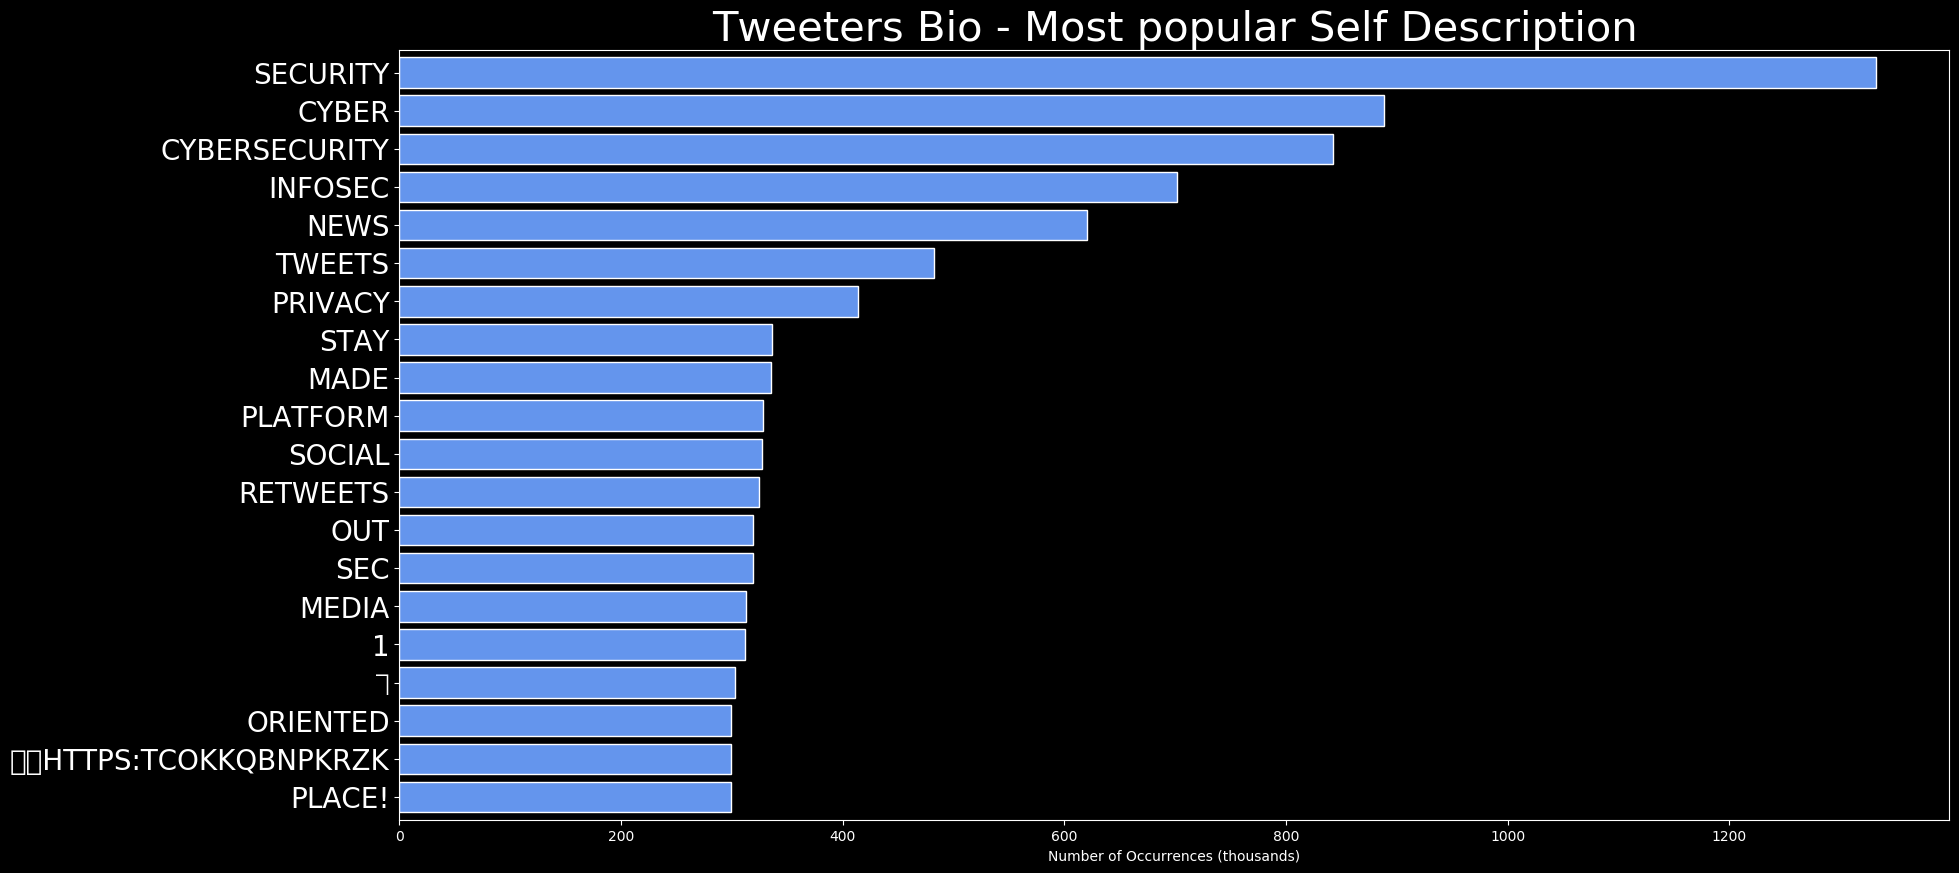 Tweeters Bio - Most popular Self Description
SECURITY
CYBER
CYBERSECURITY
INFOSEC
NEWS
TWEETS
PRIVACY
STAY
MADE
PLATFORM
SOCIAL
RETWEETS
OUT
SEC
MEDIA
1
ORIENTED
HTTPS:TCOKKQBNPKRZK
PLACE!
0 200 400 600 800 1000 1200
Number of Occurrences (thousands)